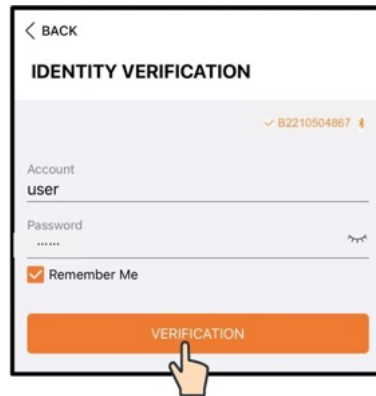 BACK
IDENTITY VERIFICATION
B2210504867
Account
user
Password
······
Remember Me
VERIFICATION